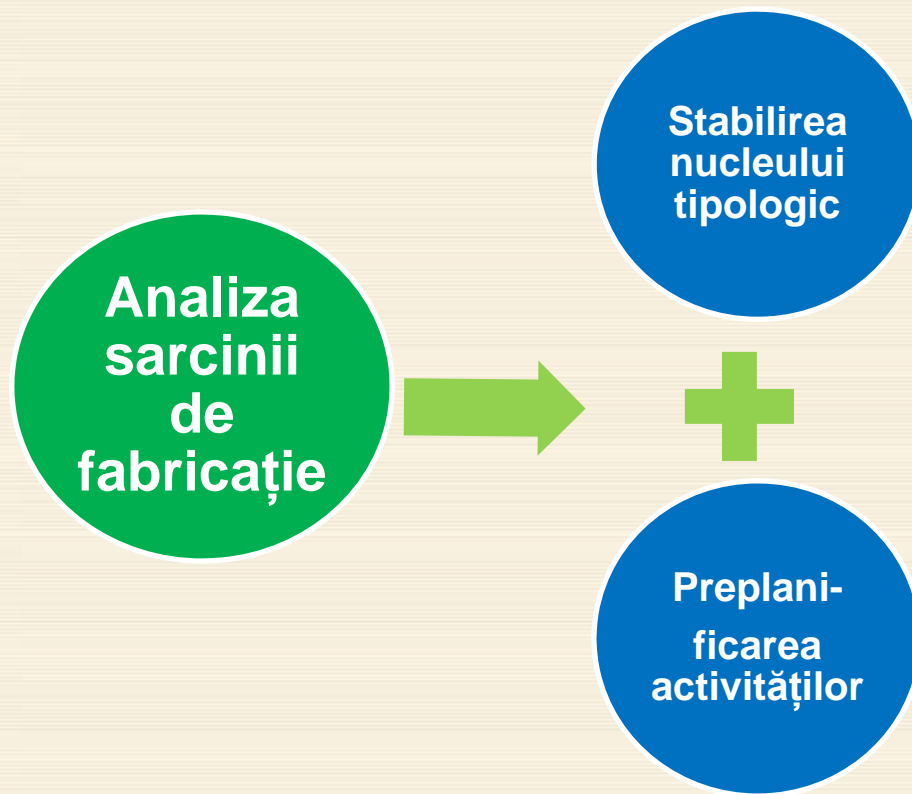 Analiza
sarcinii
de
fabricație
Stabilirea
nucleului
tipologic
Preplani-
ficarea
activităților